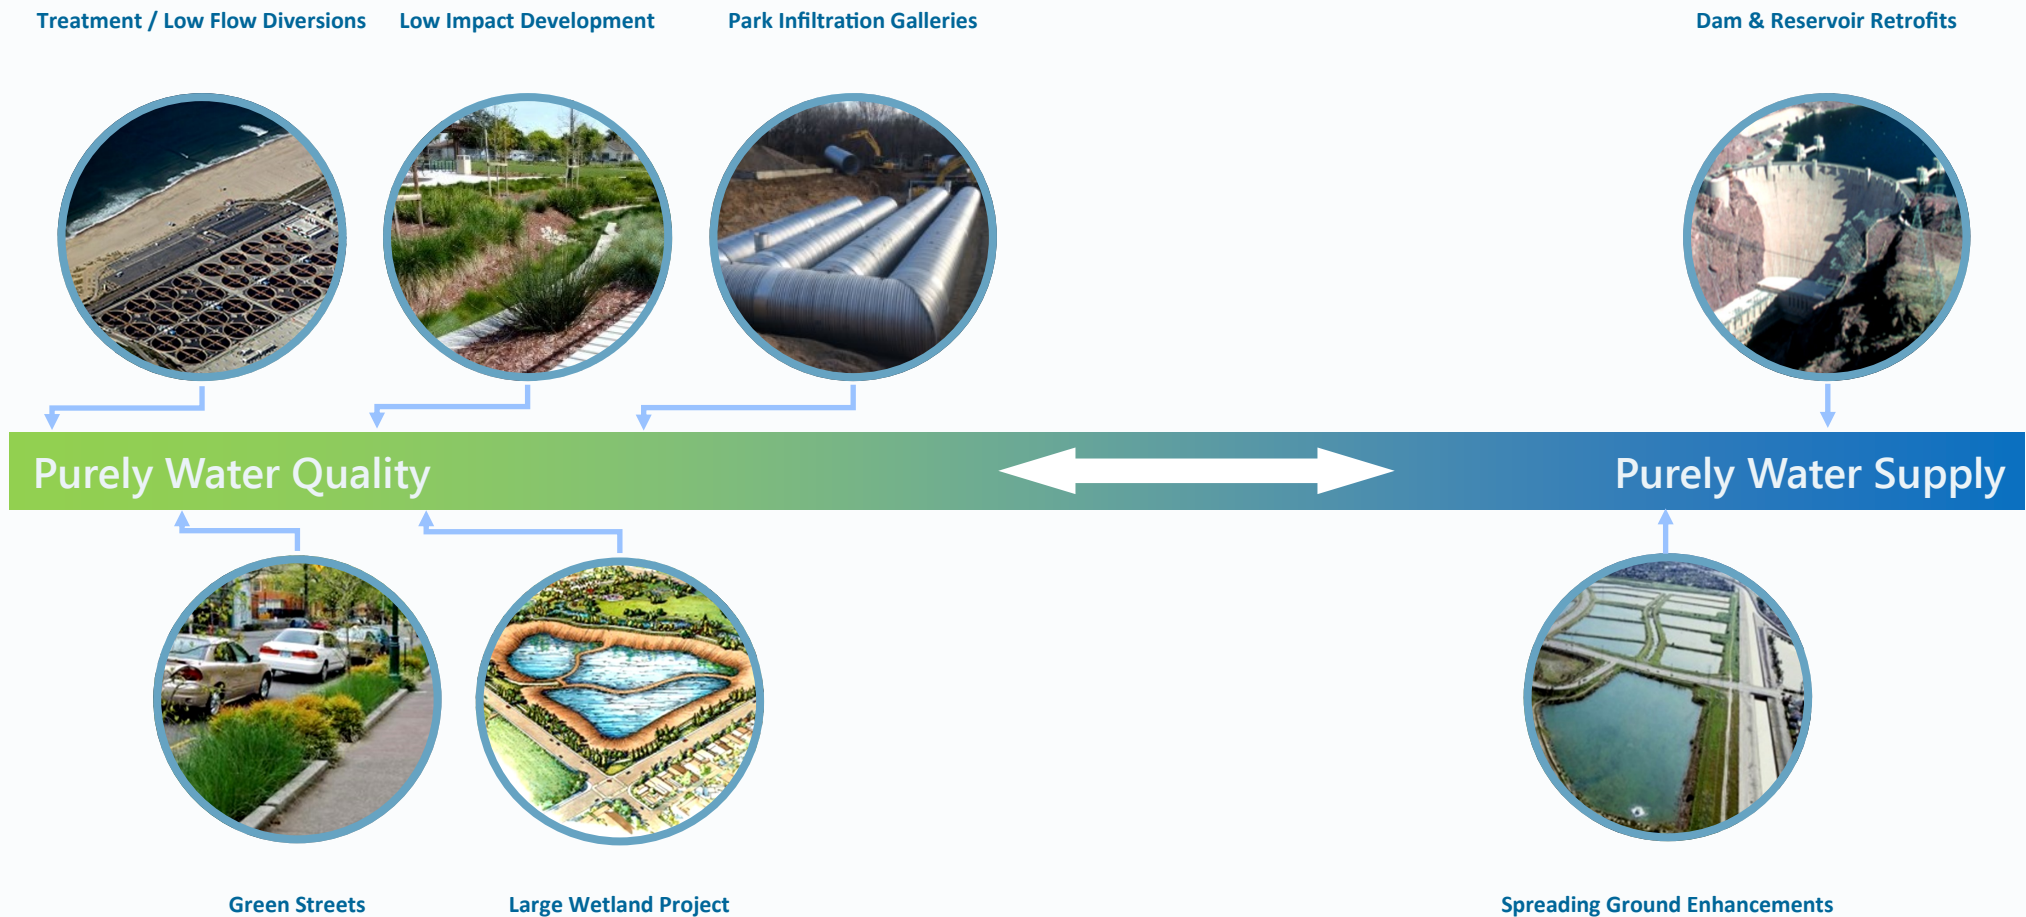 Treatment / Low Flow Diversions
Low Impact Development
Park Infiltration Galleries
Dam & Reservoir Retrofits
Purely Water Quality
Purely Water Supply
Green Streets
Large Wetland Project
Spreading Ground Enhancements